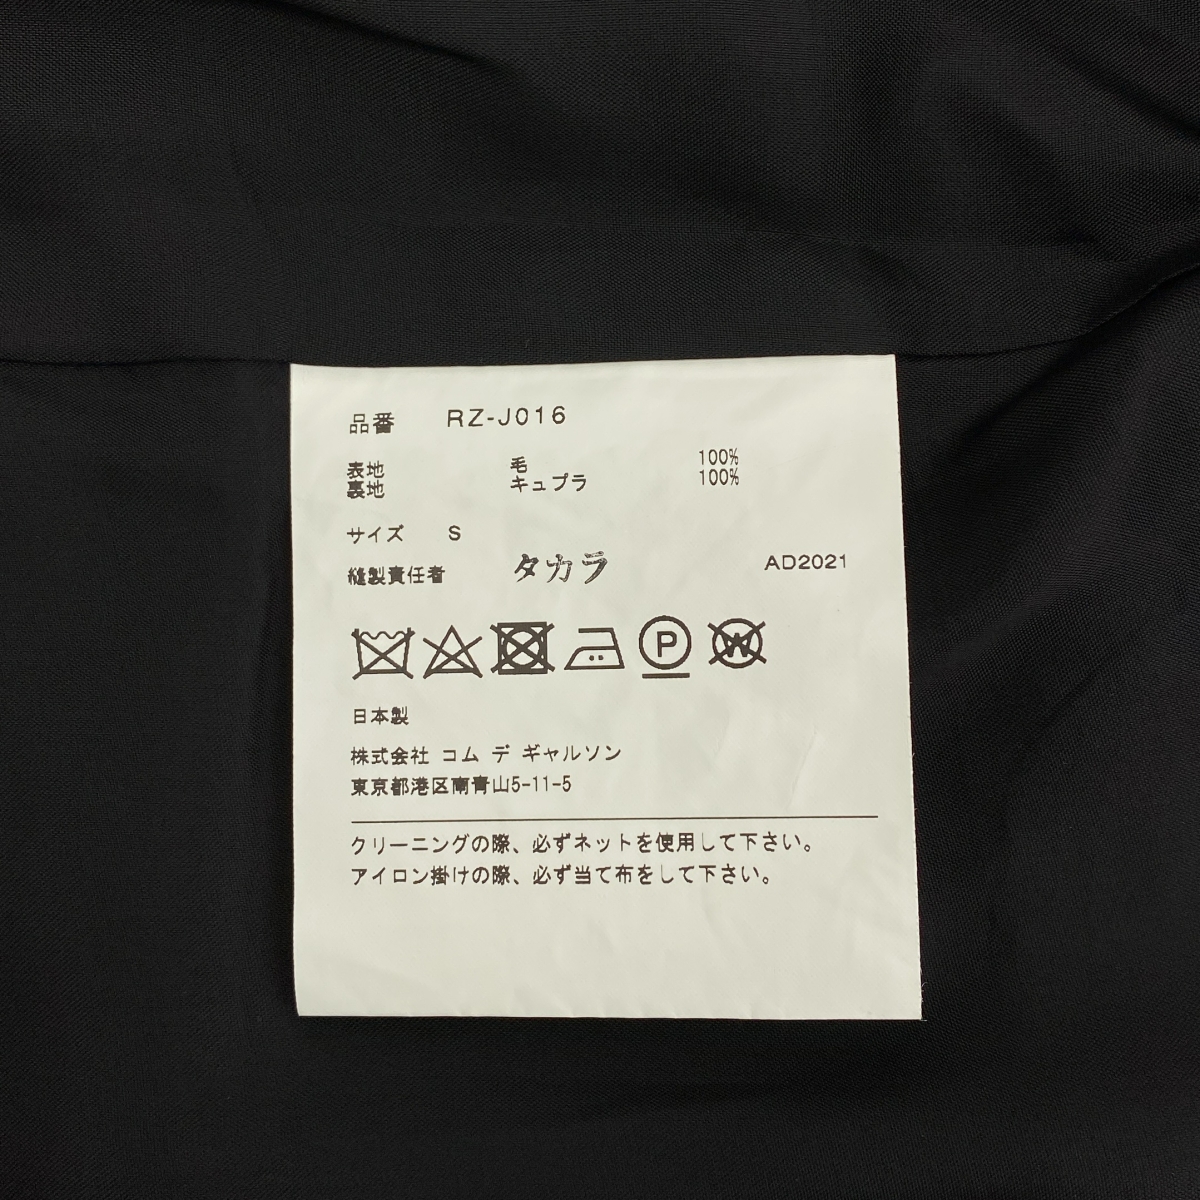 品番 RZ-J016
表地 毛 100%
裏地 キュプラ 100%
サイズ S
縫製責任者 タカラ AD2021
P W
日本製
株式会社 コム デ ギャルソン
東京都港区南青山5-11-5
クリーニングの際、必ずネットを使用して下さい。
アイロン掛けの際、必ず当て布をして下さい。